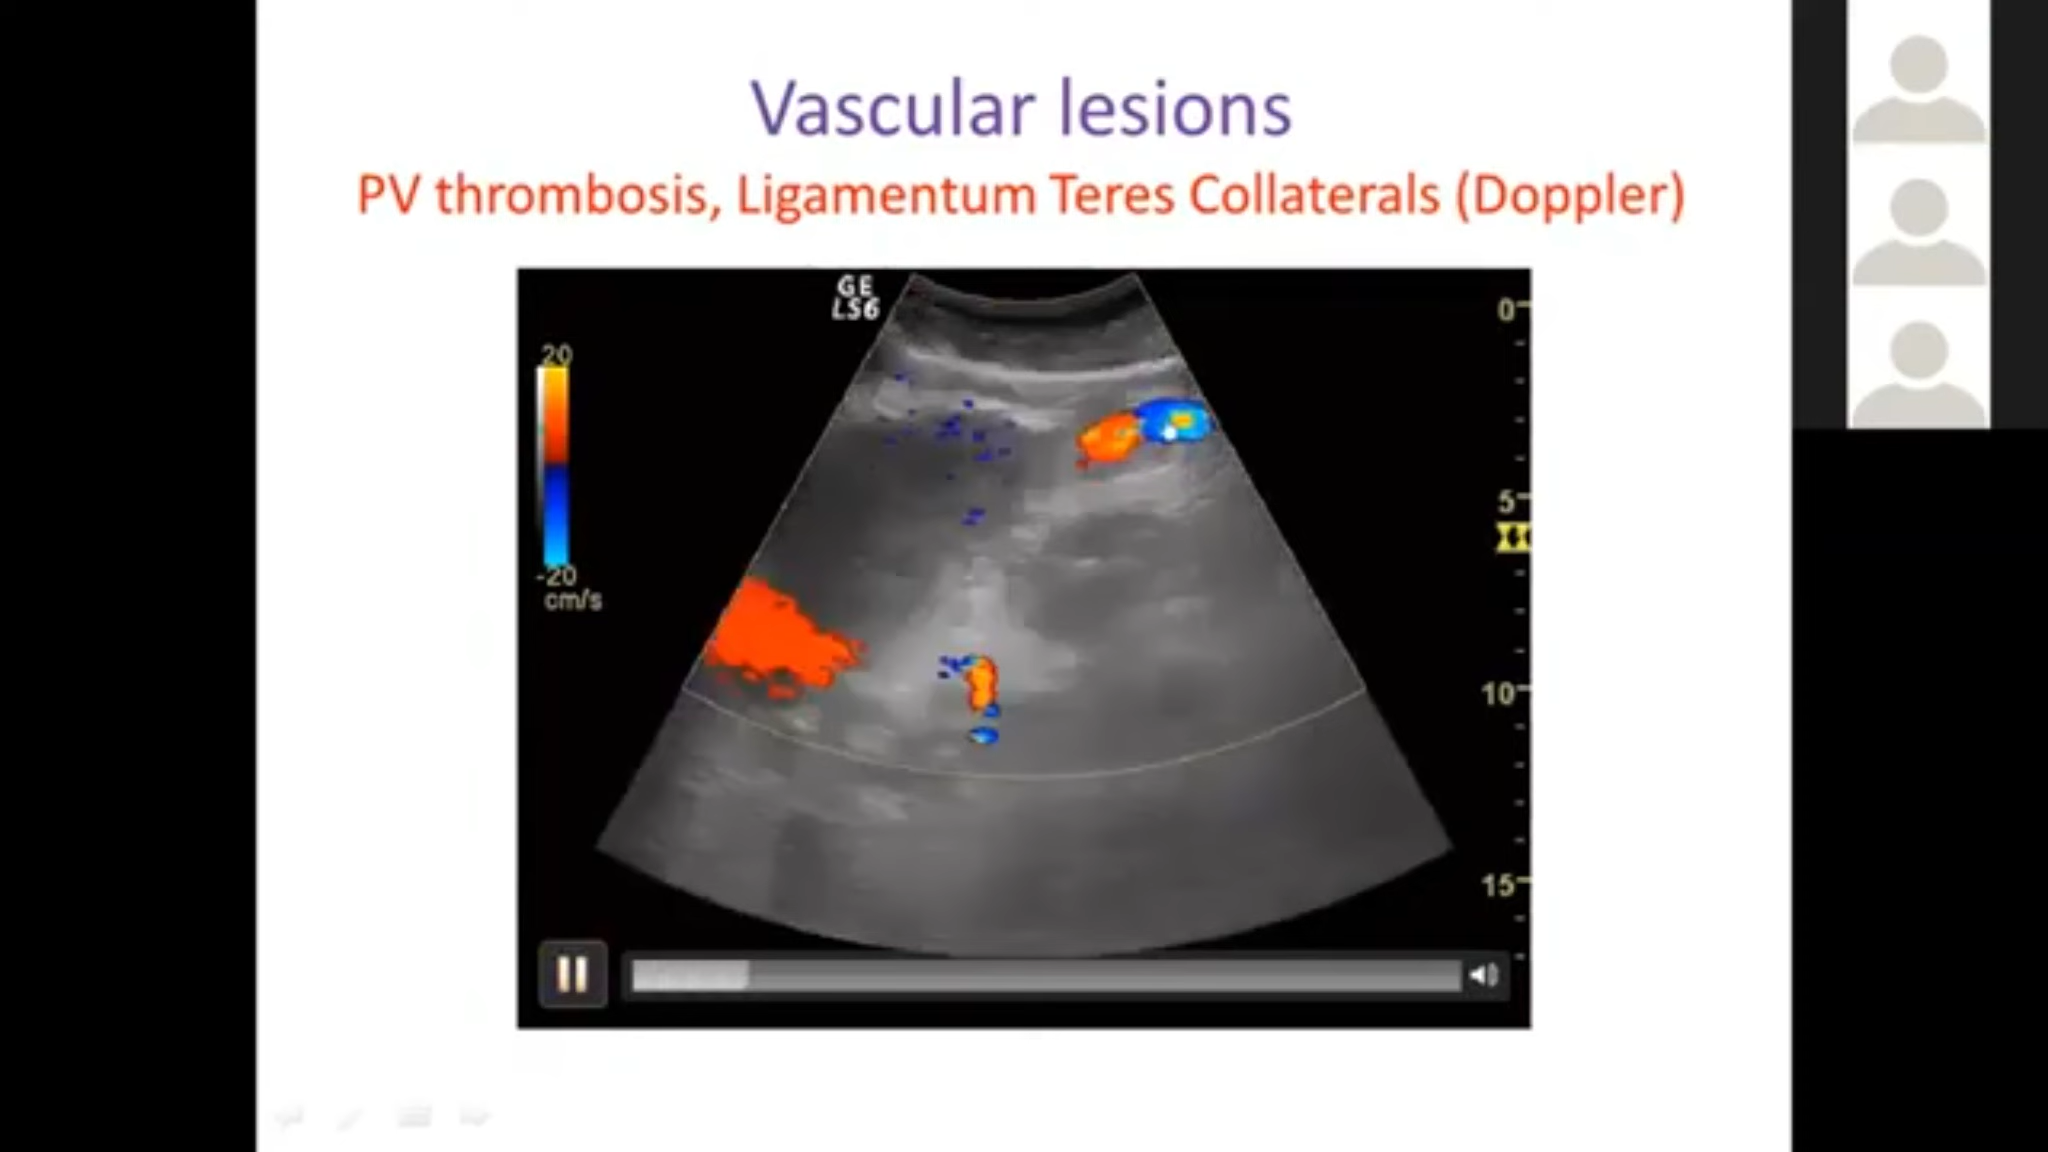 Vascular lesions
PV thrombosis, Ligamentum Teres Collaterals (Doppler)
GE
LS6
20
-20
cm/s
0
5
10
15